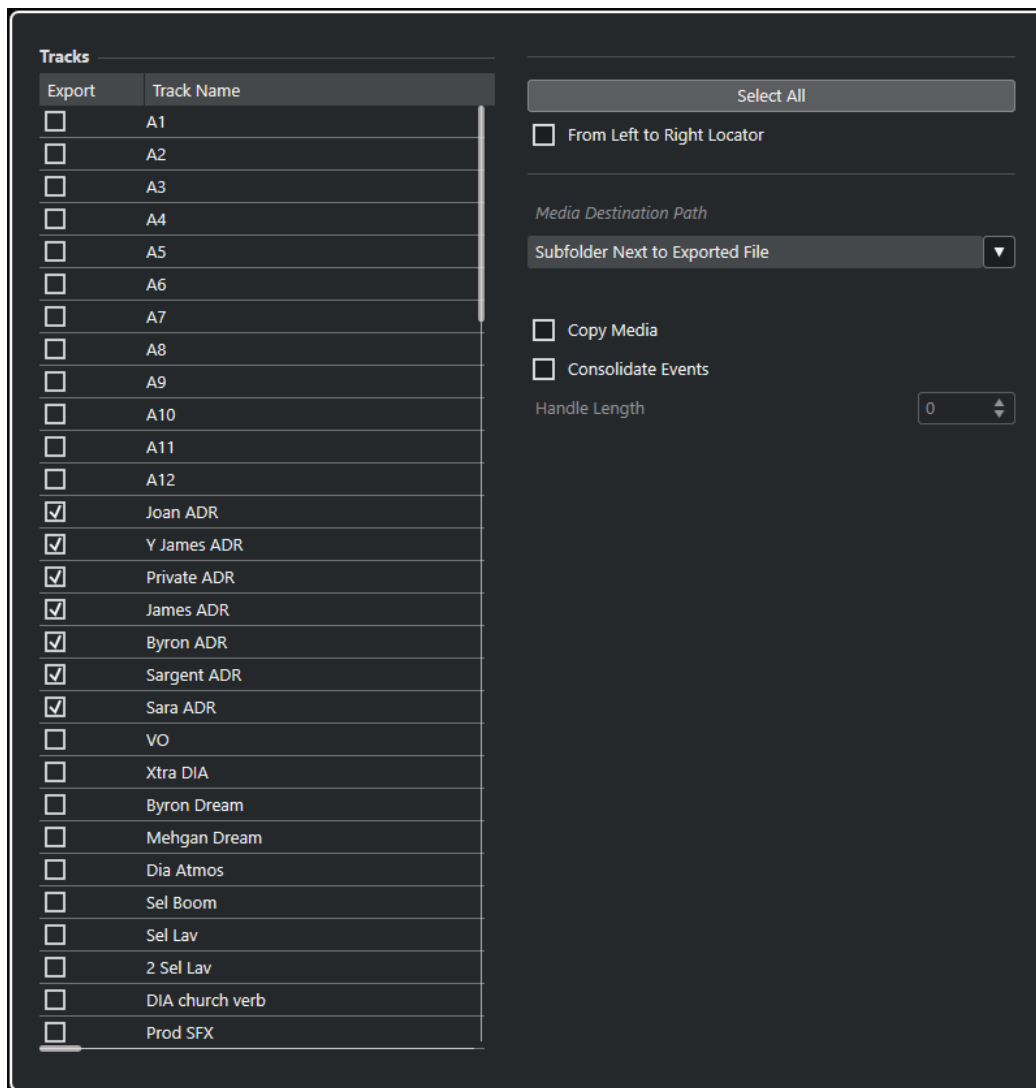 Tracks
Export Track Name
A1
A2
A3
A4
A5
A6
A7
A8
A9
A10
A11
A12
Joan ADR
Y James ADR
Private ADR
James ADR
Byron ADR
Sargent ADR
Sara ADR
VO
Xtra DIA
Byron Dream
Mehgan Dream
Dia Atmos
Sel Boom
Sel Lav
2 Sel Lav
DIA church verb
Prod SFX
Select All
From Left to Right Locator
Media Destination Path
Subfolder Next to Exported File
Copy Media
Consolidate Events
Handle Length 0